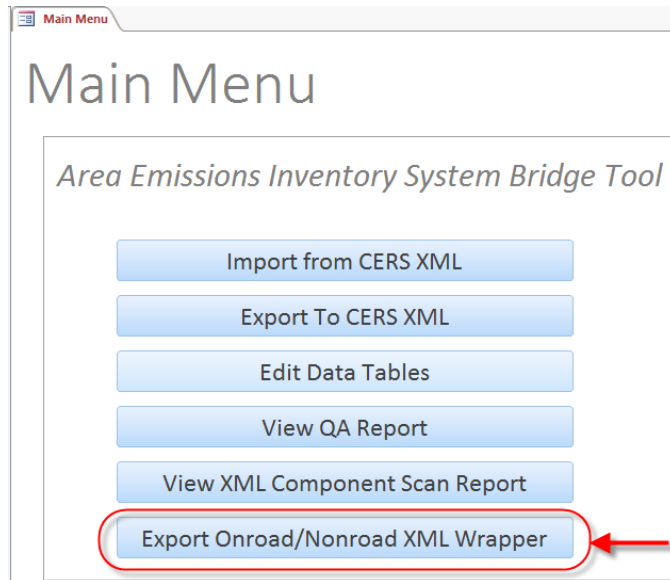 Main Menu
Main Menu
Area Emissions Inventory System Bridge Tool
Import from CERS XML
Export To CERS XML
Edit Data Tables
View QA Report
View XML Component Scan Report
Export Onroad/Nonroad XML Wrapper